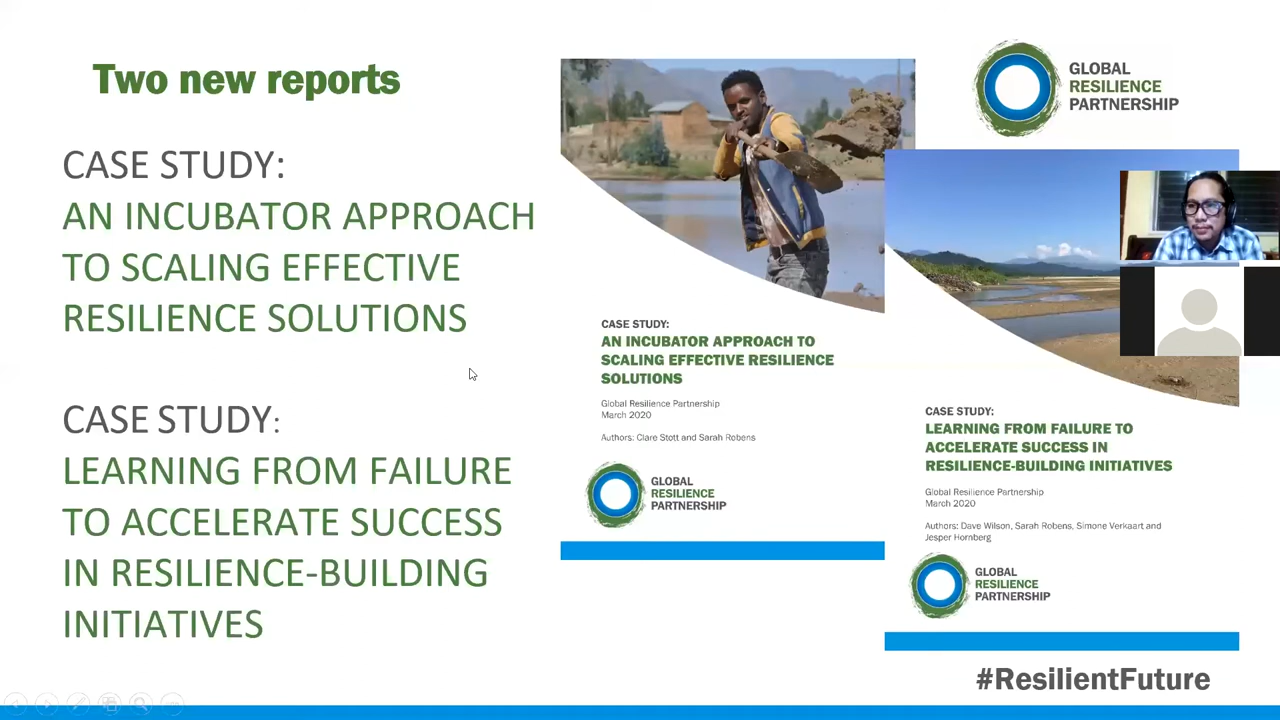 Two new reports
CASE STUDY:
AN INCUBATOR APPROACH
TO SCALING EFFECTIVE
RESILIENCE SOLUTIONS
CASE STUDY:
LEARNING FROM FAILURE
TO ACCELERATE SUCCESS
IN RESILIENCE-BUILDING
INITIATIVES
CASE STUDY:
AN INCUBATOR APPROACH TO
SCALING EFFECTIVE RESILIENCE
SOLUTIONS
Global Resilience Partnership
March 2020
Authors: Clare Stott and Sarah Robens
GLOBAL
RESILIENCE
PARTNERSHIP
GLOBAL
RESILIENCE
PARTNERSHIP
CASE STUDY:
LEARNING FROM FAILURE TO
ACCELERATE SUCCESS IN
RESILIENCE-BUILDING INITIATIVES
Global Resilience Partnership
March 2020
Authors: Dave Wilson, Sarah Robens, Simone Verkaart and
Jesper Hornberg
GLOBAL
RESILIENCE
PARTNERSHIP
#ResilientFuture